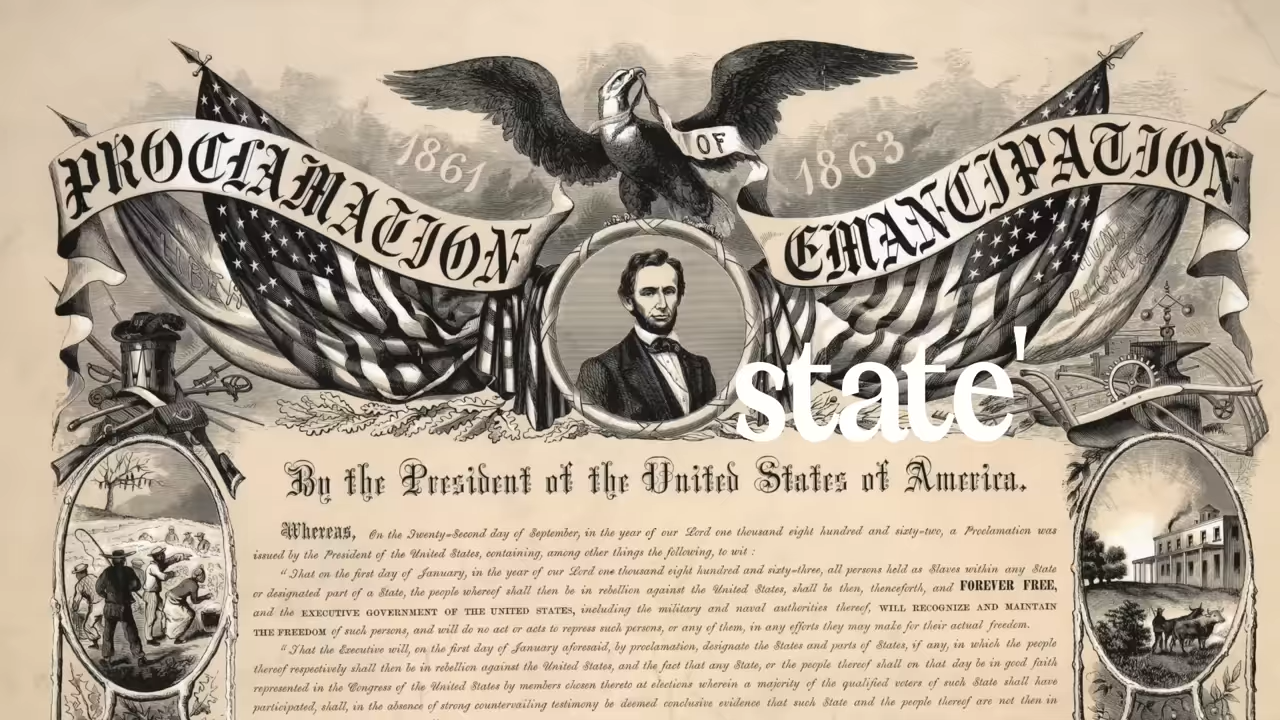 PROCLAMATION
OF
EMANCIPATION
1861
1863
state'
By the President of the United States of America.
Whereas, On the Twenty=Second day of September, in the year of our Lord one thousand eight hundred and sixty=two, a Proclamation was
issued by the President of the United States, containing, among other things the following, to wit :
“ That on the first day of January, in the year of our Lord one thousand eight hundred and sixty=three, all persons held as Slaves within any State
or designated part of a State, the people whereof shall then be in rebellion against the United States, shall be then, thenceforth, and FOREVER FREE,
and the EXECUTIVE GOVERNMENT OF THE UNITED STATES, including the military and naval authorities thereof, WILL RECOGNIZE AND MAINTAIN
THE FREEDOM of such persons, and will do no act or acts to repress such persons, or any of them, in any efforts they may make for their actual freedom.
“ That the Executive will, on the first day of January aforesaid, by proclamation, designate the States and parts of States, if any, in which the people
thereof respectively shall then be in rebellion against the United States, and the fact that any State, or the people thereof shall on that day be in good faith
represented in the Congress of the United States by members chosen thereto at elections wherein a majority of the qualified voters of such State shall have
participated, shall, in the absence of strong countervailing testimony be deemed conclusive evidence that such State and the people thereof are not then in